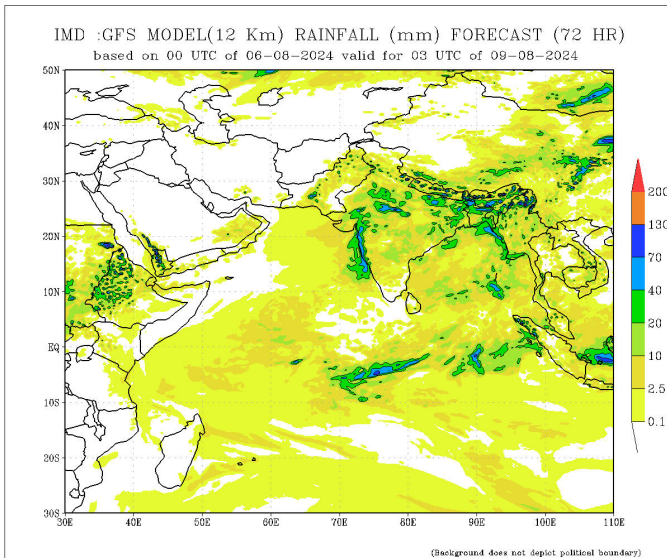 IMD :GFS MODEL(12 Km) RAINFALL (mm) FORECAST (72 HR)
based on 00 UTC of 06-08-2024 valid for 03 UTC of 09-08-2024
50N
40N
30N
20N
10N
EQ
10S
20S
30S
30E 40E 50E 60E 70E 80E 90E 100E 110E
200
130
70
40
20
10
2.5
0.1
(Background does not depict political boundary)